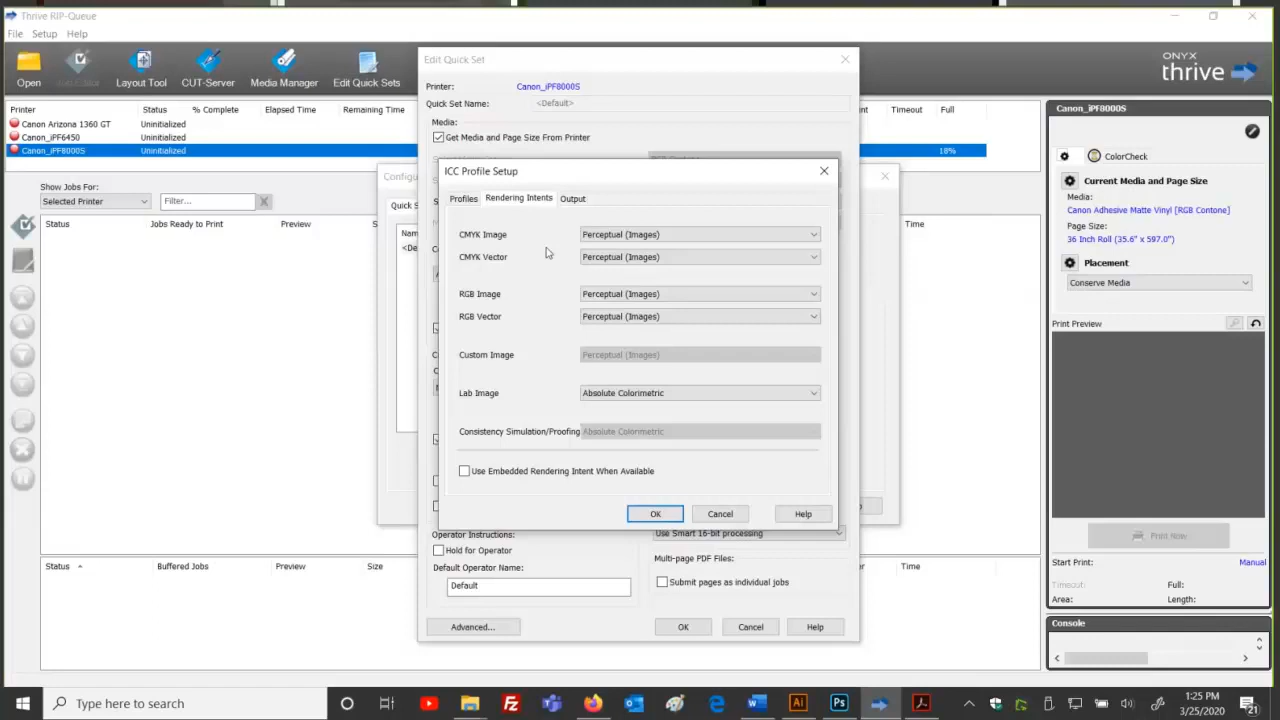 Thrive RIP-Queue
File Setup Help
Open
Layout Tool
CUT-Server
Media Manager
Edit Quick Sets
ONYX
thrive
Printer Status % Complete Elapsed Time Remaining Time Timeout Full
Canon Arizona 1360 GT Uninitialized
Canon_iPF6450 Uninitialized
Canon_iPF8000S Uninitialized 18%
Show Jobs For:
Selected Printer
Filter...
Status Jobs Ready to Print Preview Time
Status Buffered Jobs Preview Size Time
Edit Quick Set
Printer: Canon_iPF8000S
Quick Set Name: <Default>
Media:
Get Media and Page Size From Printer
ICC Profile Setup
Profiles Rendering Intents Output
CMYK Image Perceptual (Images)
CMYK Vector Perceptual (Images)
RGB Image Perceptual (Images)
RGB Vector Perceptual (Images)
Custom Image Perceptual (Images)
Lab Image Absolute Colorimetric
Consistency Simulation/Proofing Absolute Colorimetric
Use Embedded Rendering Intent When Available
OK Cancel Help
Operator Instructions:
Hold for Operator
Default Operator Name:
Default
Use Smart 16-bit processing
Multi-page PDF Files:
Submit pages as individual jobs
Advanced... OK Cancel Help
Canon_iPF8000S
ColorCheck
Current Media and Page Size
Media:
Canon Adhesive Matte Vinyl [RGB Contone]
Page Size:
36 Inch Roll (35.6" x 597.0")
Placement
Conserve Media
Print Preview
Print Now
Start Print: Manual
Timeout: Full:
Area: Length:
Console
Type here to search
1:25 PM
3/25/2020
21